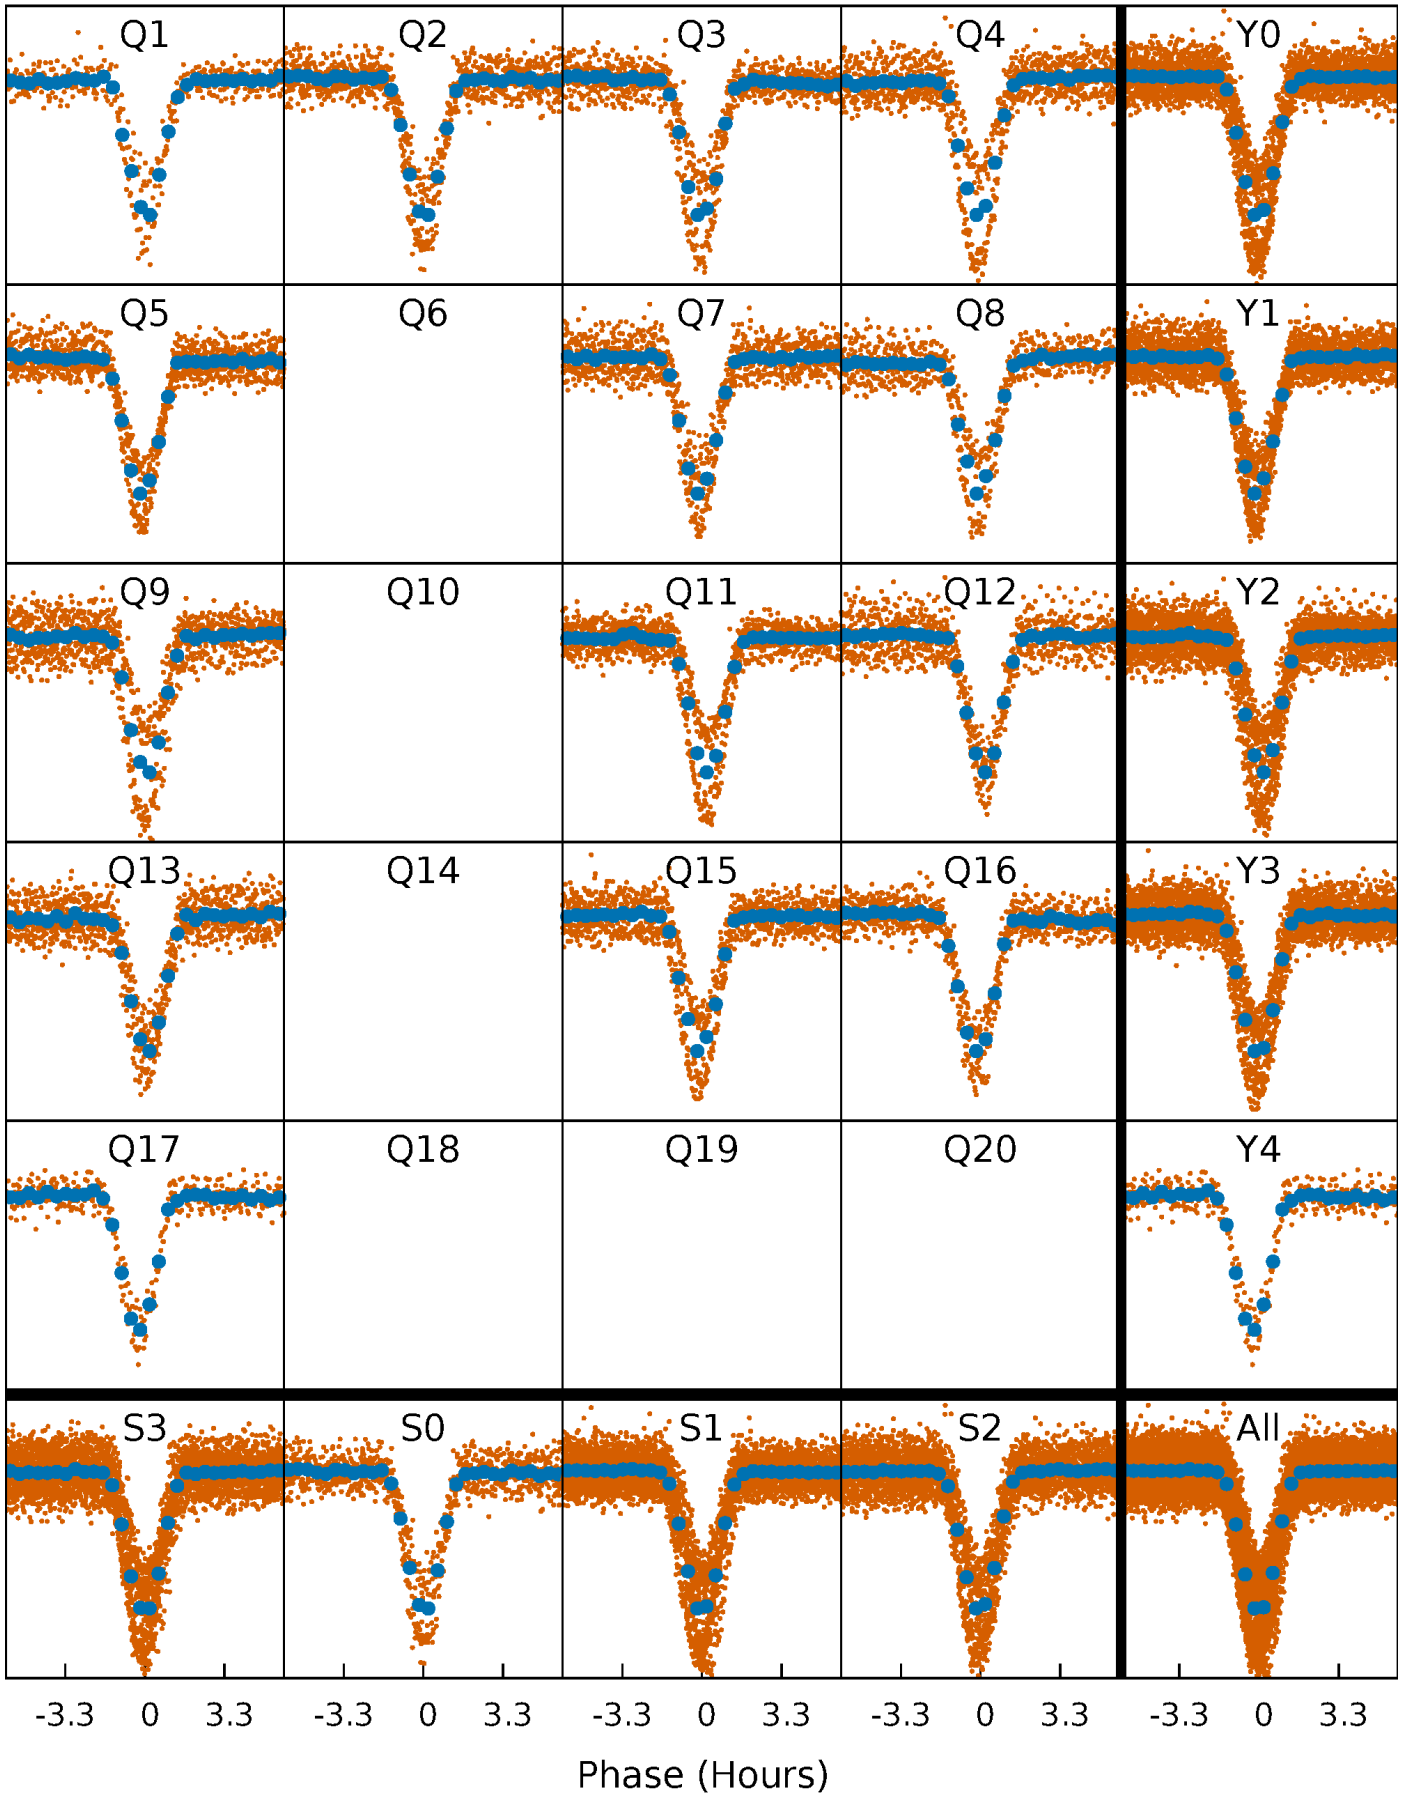 Q1 Q2 Q3 Q4 Y0
Q5 Q6 Q7 Q8 Y1
Q9 Q10 Q11 Q12 Y2
Q13 Q14 Q15 Q16 Y3
Q17 Q18 Q19 Q20 Y4
S3 S0 S1 S2 All
-3.3 0 3.3 -3.3 0 3.3 -3.3 0 3.3 -3.3 0 3.3 -3.3 0 3.3
Phase (Hours)